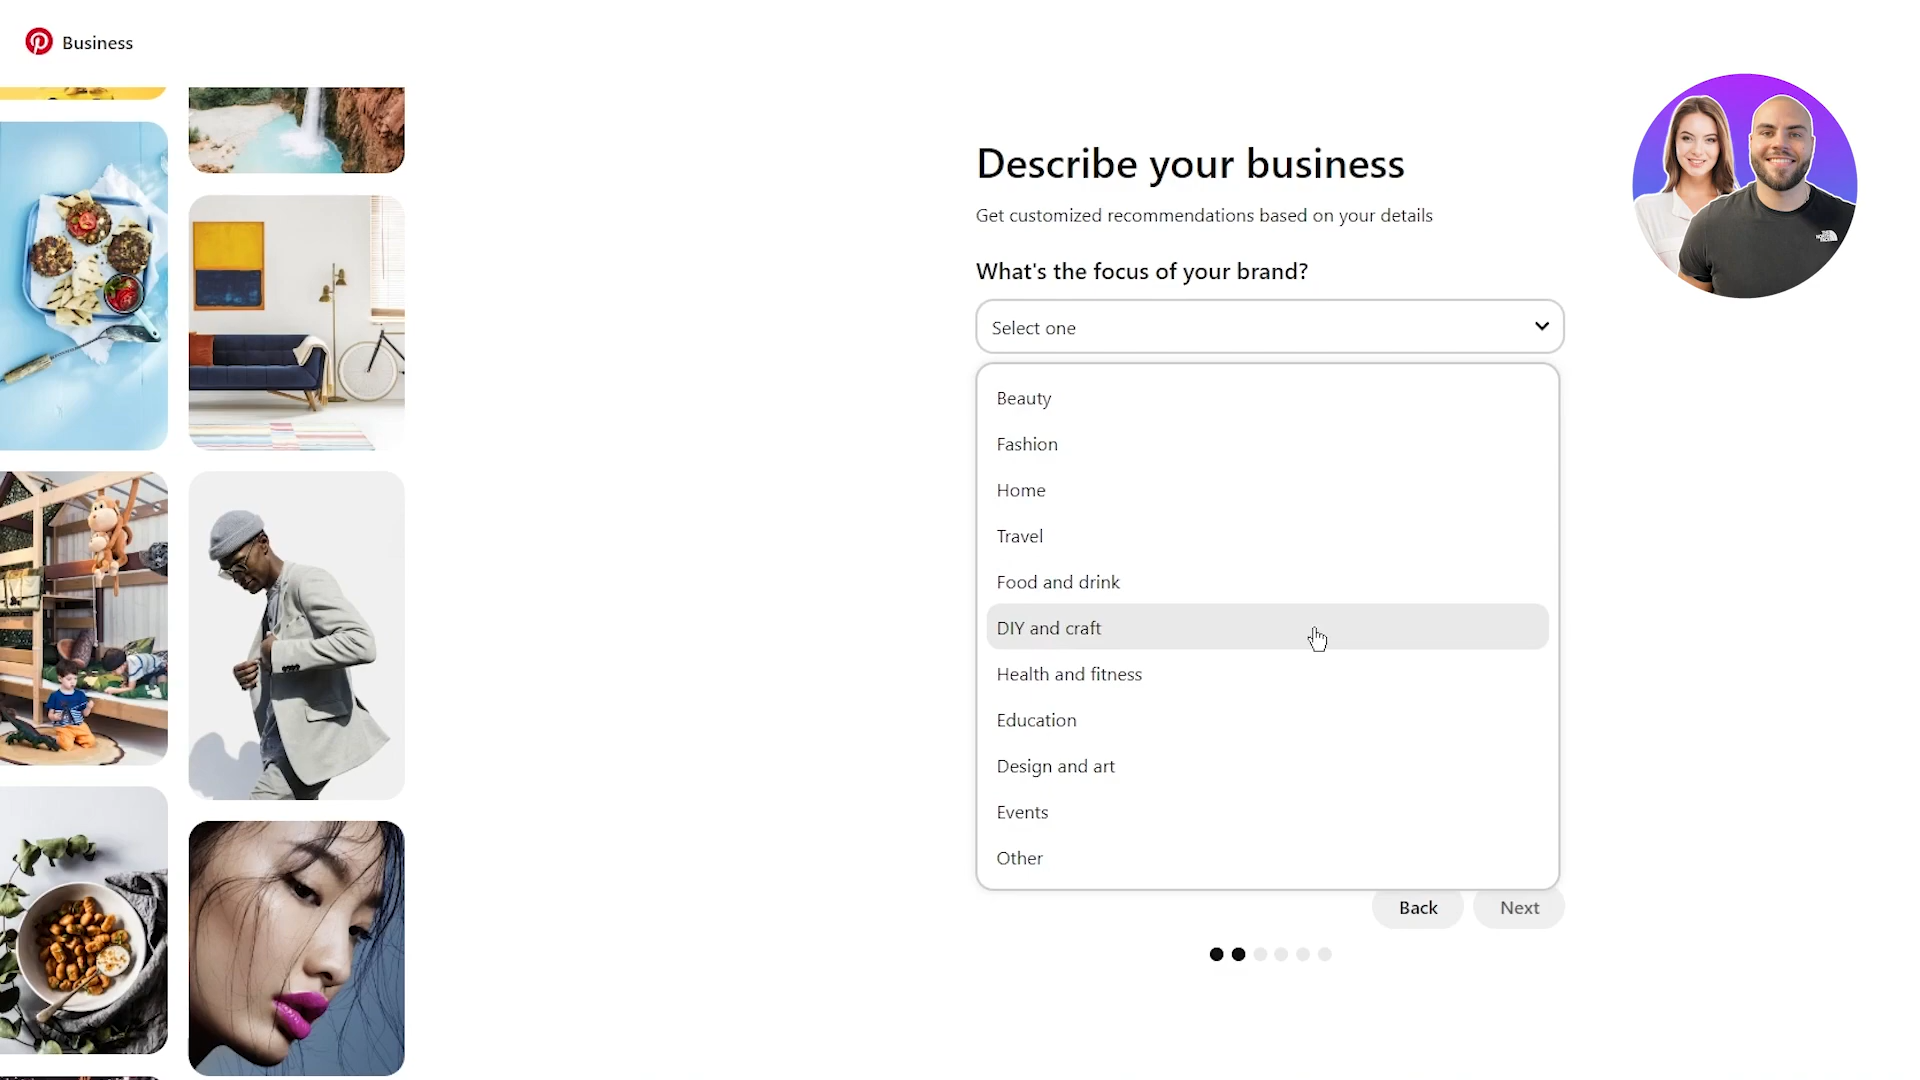 Business
Describe your business
Get customized recommendations based on your details
What's the focus of your brand?
Select one
Beauty
Fashion
Home
Travel
Food and drink
DIY and craft
Health and fitness
Education
Design and art
Events
Other
Back
Next